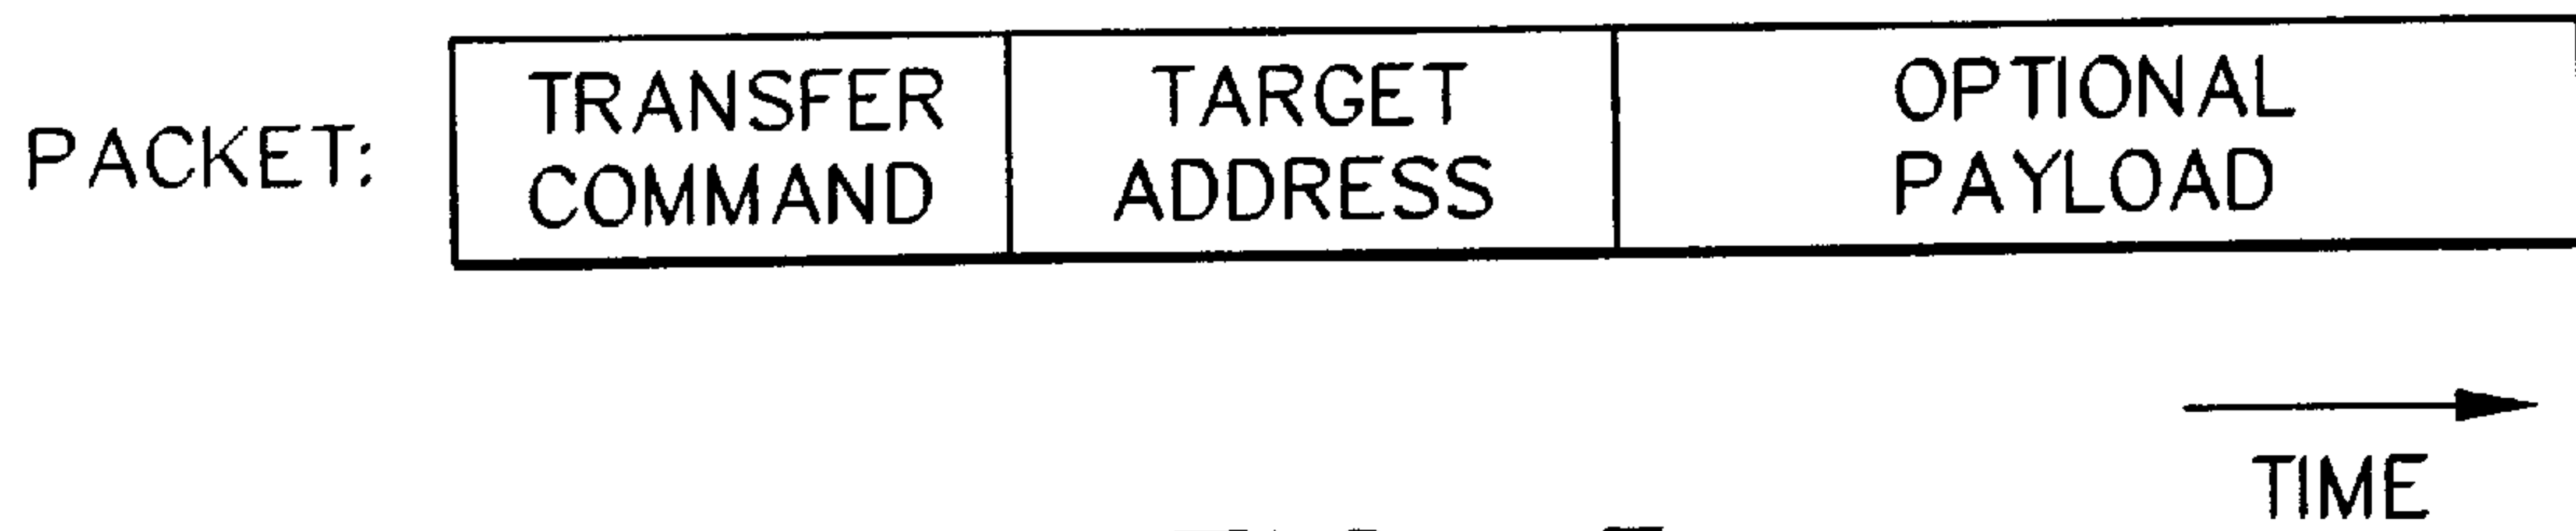 PACKET:
TRANSFER
COMMAND
TARGET
ADDRESS
OPTIONAL
PAYLOAD
TIME